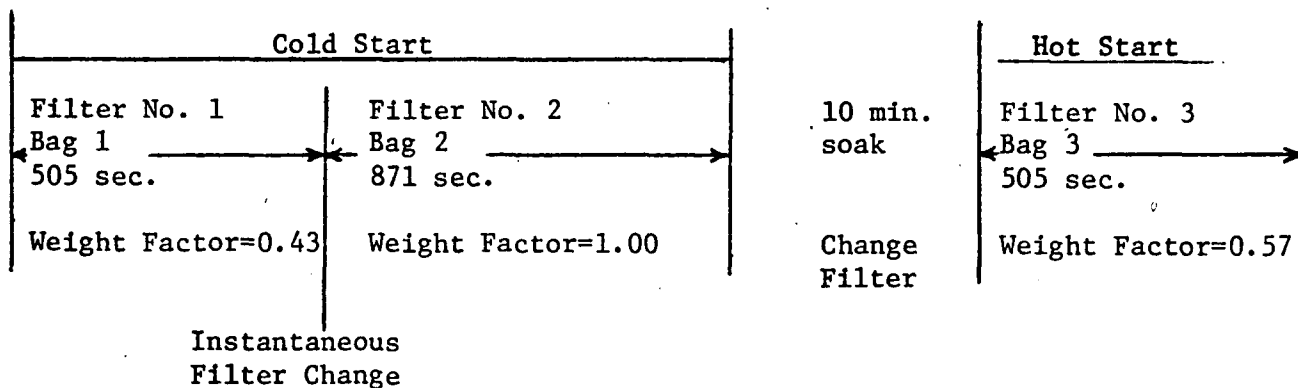 Cold Start
Hot Start
Filter No. 1
Bag 1
505 sec.
Weight Factor=0.43
Filter No. 2
Bag 2
871 sec.
Weight Factor=1.00
10 min.
soak
Change
Filter
Filter No. 3
Bag 3
505 sec.
Weight Factor=0.57
Instantaneous
Filter Change